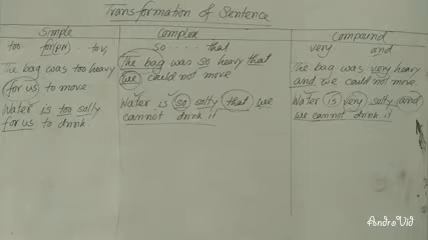 Transformation of Sentence
Simple
too for(pn) .. tov1
The bag was too heavy
for us to move
Water is too salty
for us to drink.
Complex
so .... that
The bag was so heavy that
we could not move
Water is so salty that we
cannot drink it
Compound
very and
The bag was very heavy
and we could not move
Water is very salty and
we cannot drink it
AndroVid